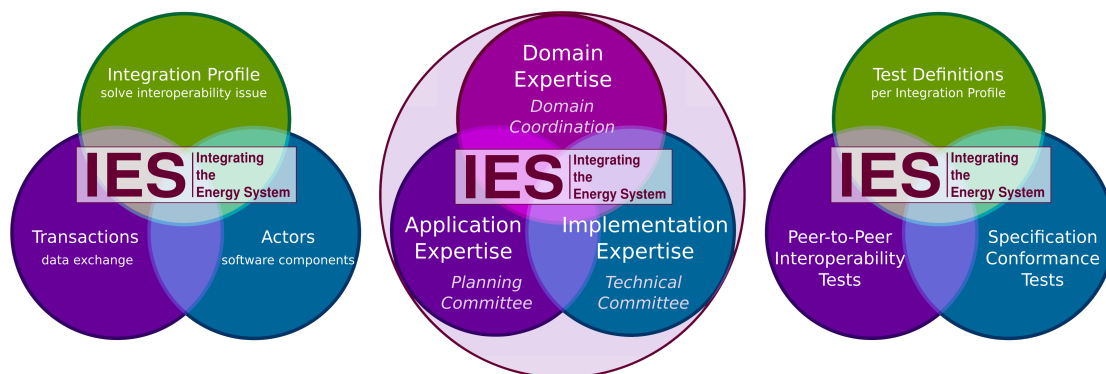 Integration Profile
solve interoperability issue
IES
Integrating
the
Energy System
Transactions
data exchange
Actors
software components
Domain
Expertise
Domain
Coordination
IES
Integrating
the
Energy System
Application
Expertise
Planning
Committee
Implementation
Expertise
Technical
Committee
Test Definitions
per Integration Profile
IES
Integrating
the
Energy System
Peer-to-Peer
Interoperability
Tests
Specification
Conformance
Tests